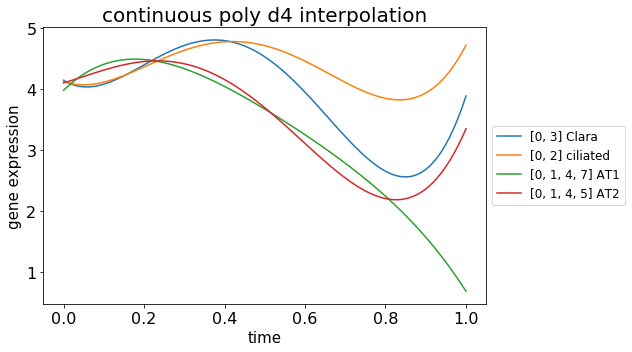 continuous poly d4 interpolation
5
4
3
2
1
gene expression
0.0 0.2 0.4 0.6 0.8 1.0
time
[0, 3] Clara
[0, 2] ciliated
[0, 1, 4, 7] AT1
[0, 1, 4, 5] AT2